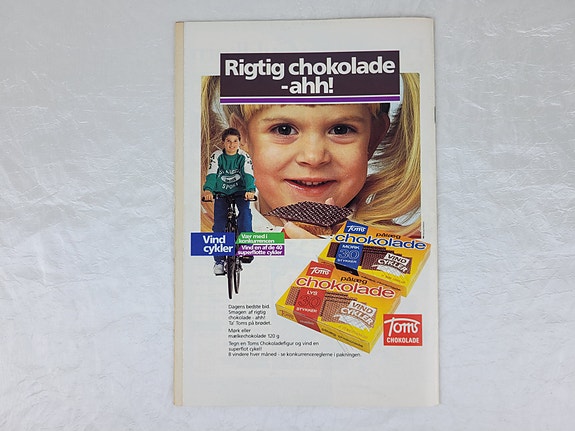 Rigtig chokolade
-ahh!
Vind
cykler
Vær med i
konkurrencen
Vind en af de 40
superflotte cykler
Toms
pålæg
chokolade
MØRK
30
STYKKER
VIND
CYKLER
Toms
pålæg
chokolade
LYS
30
STYKKER
VIND
CYKLER
Toms
CHOKOLADE
Dagens bedste bid.
Smagen af rigtig
chokolade - ahh!
Ta' Toms på brødet.
Mørk eller
mælkechokolade 120 g
Tegn en Toms Chokoladefigur og vind en
superflot cykel!
8 vindere hver måned - se konkurrencereglerne i pakningen.